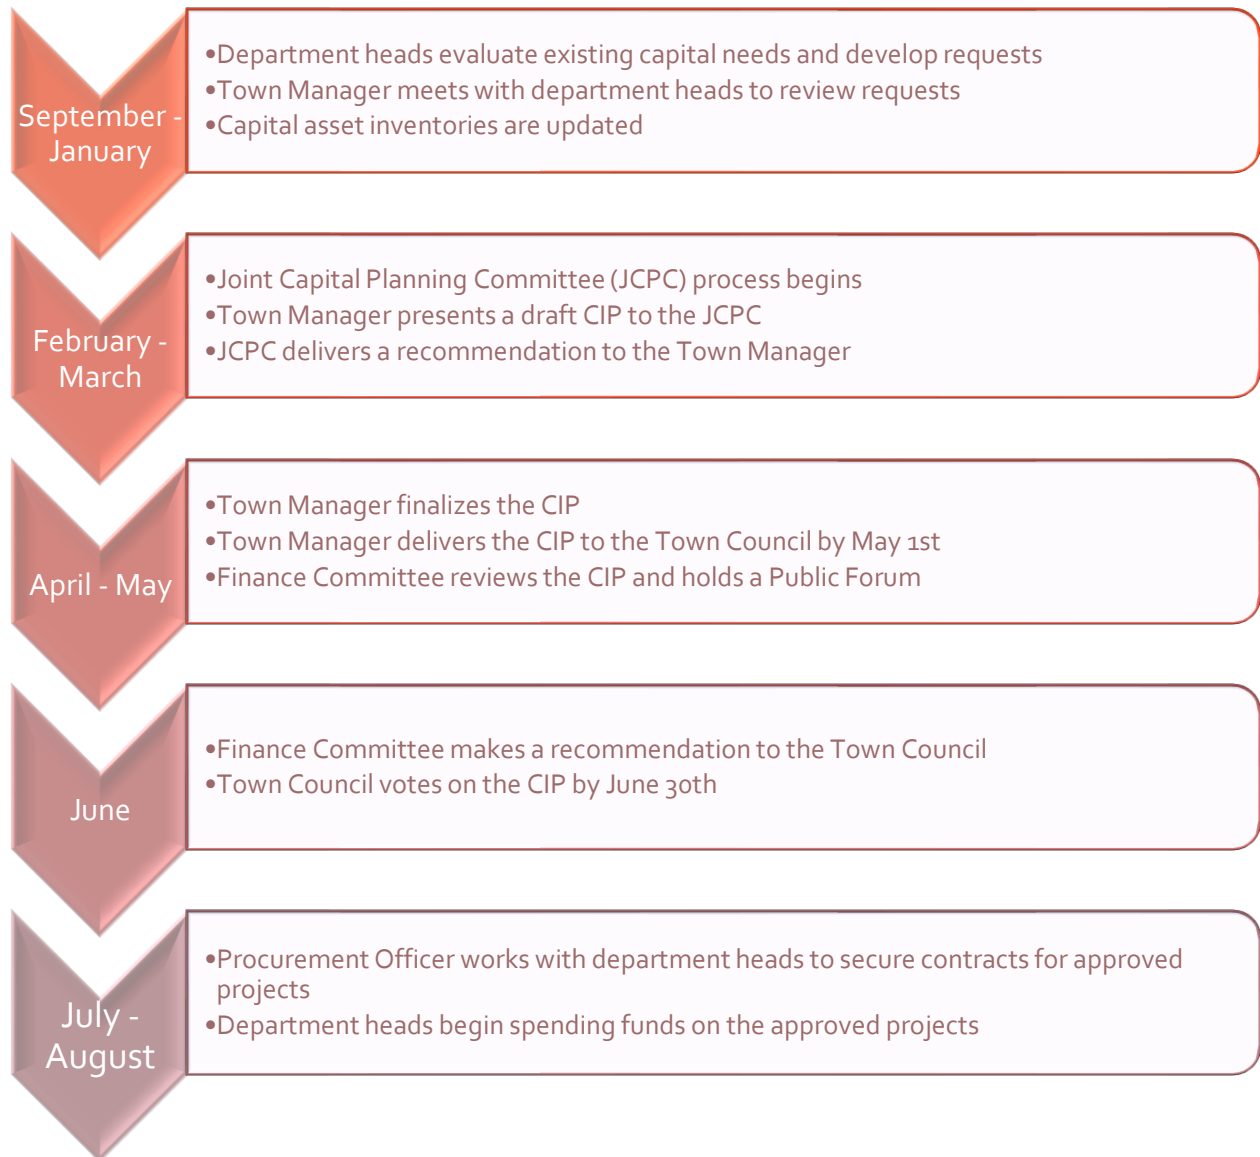 September -
January
•Department heads evaluate existing capital needs and develop requests
•Town Manager meets with department heads to review requests
•Capital asset inventories are updated
February -
March
•Joint Capital Planning Committee (JCPC) process begins
•Town Manager presents a draft CIP to the JCPC
•JCPC delivers a recommendation to the Town Manager
April - May
•Town Manager finalizes the CIP
•Town Manager delivers the CIP to the Town Council by May 1st
•Finance Committee reviews the CIP and holds a Public Forum
June
•Finance Committee makes a recommendation to the Town Council
•Town Council votes on the CIP by June 30th
July -
August
•Procurement Officer works with department heads to secure contracts for approved
projects
•Department heads begin spending funds on the approved projects